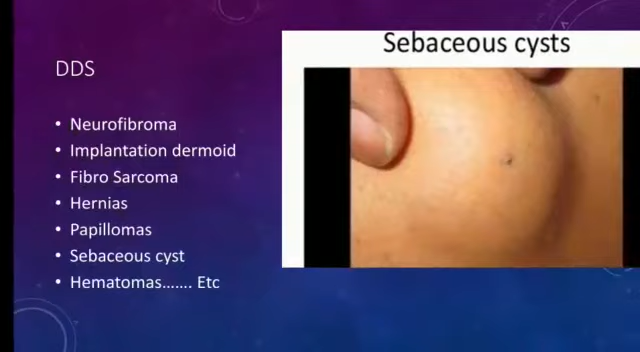 DDS
• Neurofibroma
• Implantation dermoid
• Fibro Sarcoma
• Hernias
• Papillomas
• Sebaceous cyst
• Hematomas....... Etc
Sebaceous cysts